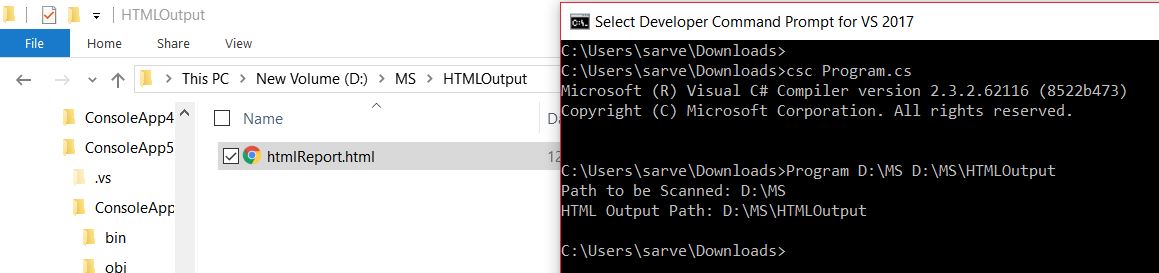 HTMLOutput
File
Home
Share
View
This PC
New Volume (D:)
MS
HTMLOutput
ConsoleApp4
ConsoleApp5
.vs
ConsoleApp
bin
obj
Name
htmlReport.html
12
Select Developer Command Prompt for VS 2017
C:\Users\sarve\Downloads>
C:\Users\sarve\Downloads>csc Program.cs
Microsoft (R) Visual C# Compiler version 2.3.2.62116 (8522b473)
Copyright (C) Microsoft Corporation. All rights reserved.
C:\Users\sarve\Downloads>Program D:\MS D:\MS\HTMLOutput
Path to be Scanned: D:\MS
HTML Output Path: D:\MS\HTMLOutput
C:\Users\sarve\Downloads>